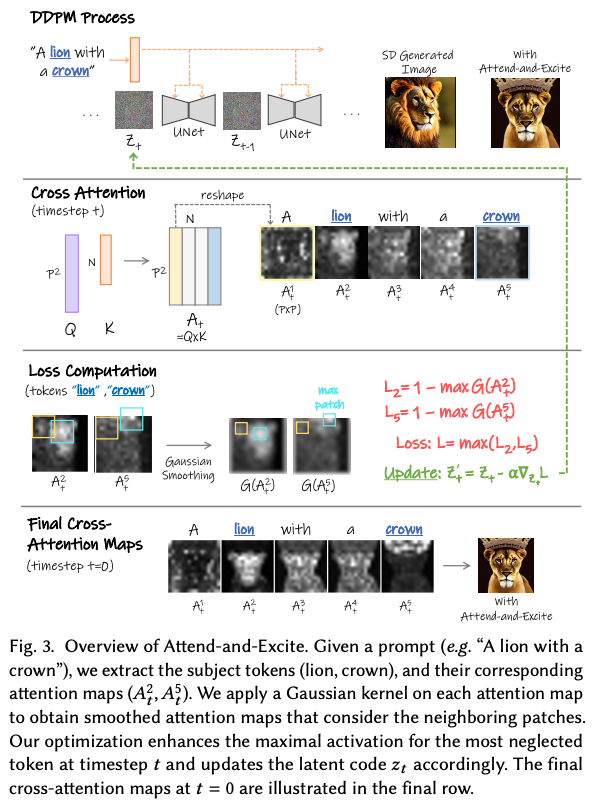 DDPM Process
"A lion with
a crown"
SD Generated
Image
With
Attend-and-Excite
...
UNet
UNet
...
Z_t
Z_t-1
Cross Attention
(timestep t)
reshape
N
A lion with a crown
P²
N
P²
Q K
A_t
=QxK
A_t^1 A_t^2 A_t^3 A_t^4 A_t^5
(PxP)
Loss Computation
(tokens "lion" ,"crown")
max
patch
L_2= 1 - max G(A_t^2)
L_5= 1 - max G(A_t^5)
Loss: L= max(L_2,L_5)
Gaussian
Smoothing
A_t^2 A_t^5
G(A_t^2) G(A_t^5)
Update: Z'_t = Z_t - α∇_{Z_t} L
Final Cross-
Attention Maps
(timestep t=0)
A lion with a crown
A_t^1 A_t^2 A_t^3 A_t^4 A_t^5
With
Attend-and-Excite
Fig. 3. Overview of Attend-and-Excite. Given a prompt (e.g. “A lion with a
crown”), we extract the subject tokens (lion, crown), and their corresponding
attention maps (A_t^2, A_t^5). We apply a Gaussian kernel on each attention map
to obtain smoothed attention maps that consider the neighboring patches.
Our optimization enhances the maximal activation for the most neglected
token at timestep t and updates the latent code z_t accordingly. The final
cross-attention maps at t = 0 are illustrated in the final row.